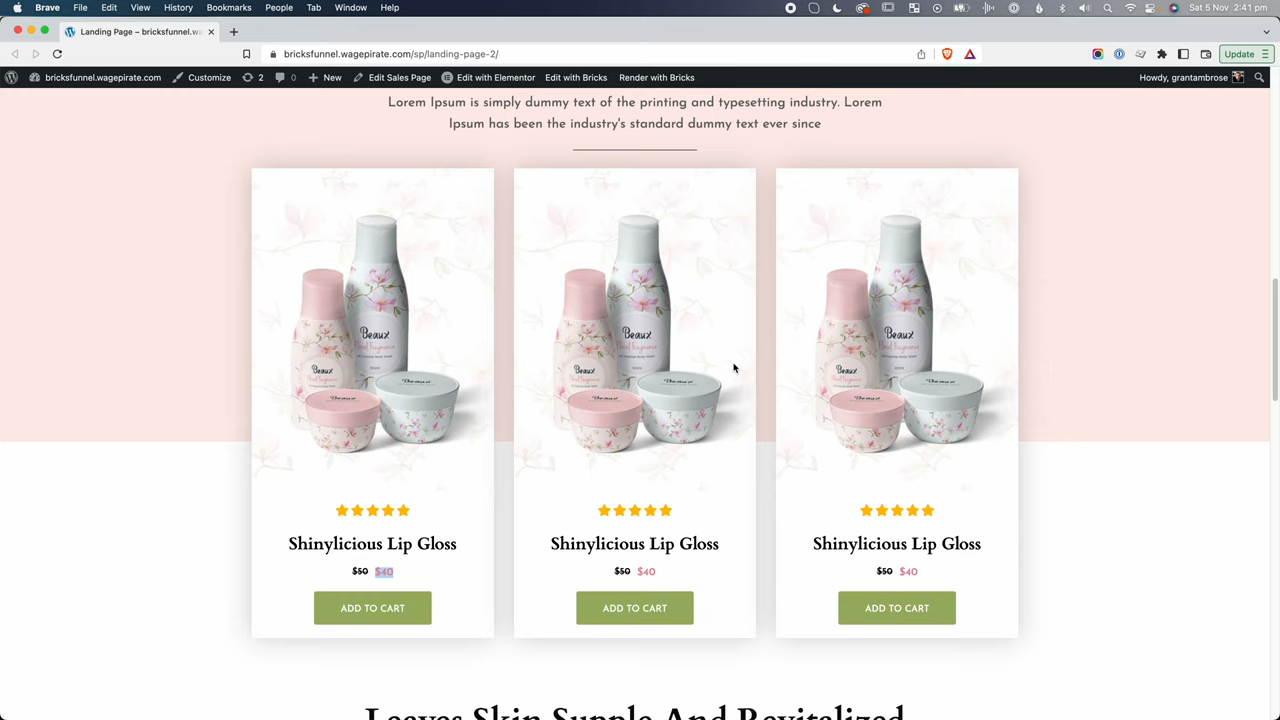 Brave File Edit View History Bookmarks People Tab Window Help Sat 5 Nov 2:41 pm
Landing Page – bricksfunnel.wa
bricksfunnel.wagepirate.com/sp/landing-page-2/ Update
bricksfunnel.wagepirate.com Customize 2 0 New Edit Sales Page Edit with Elementor Edit with Bricks Render with Bricks Howdy, grantambrose
Lorem Ipsum is simply dummy text of the printing and typesetting industry. Lorem
Ipsum has been the industry's standard dummy text ever since
Beaux
Beaux
Beaux
Beaux
Beaux
Beaux
Shinylicious Lip Gloss
$50 $40
ADD TO CART
Shinylicious Lip Gloss
$50 $40
ADD TO CART
Shinylicious Lip Gloss
$50 $40
ADD TO CART
Leaves Skin Supple And Revitalized